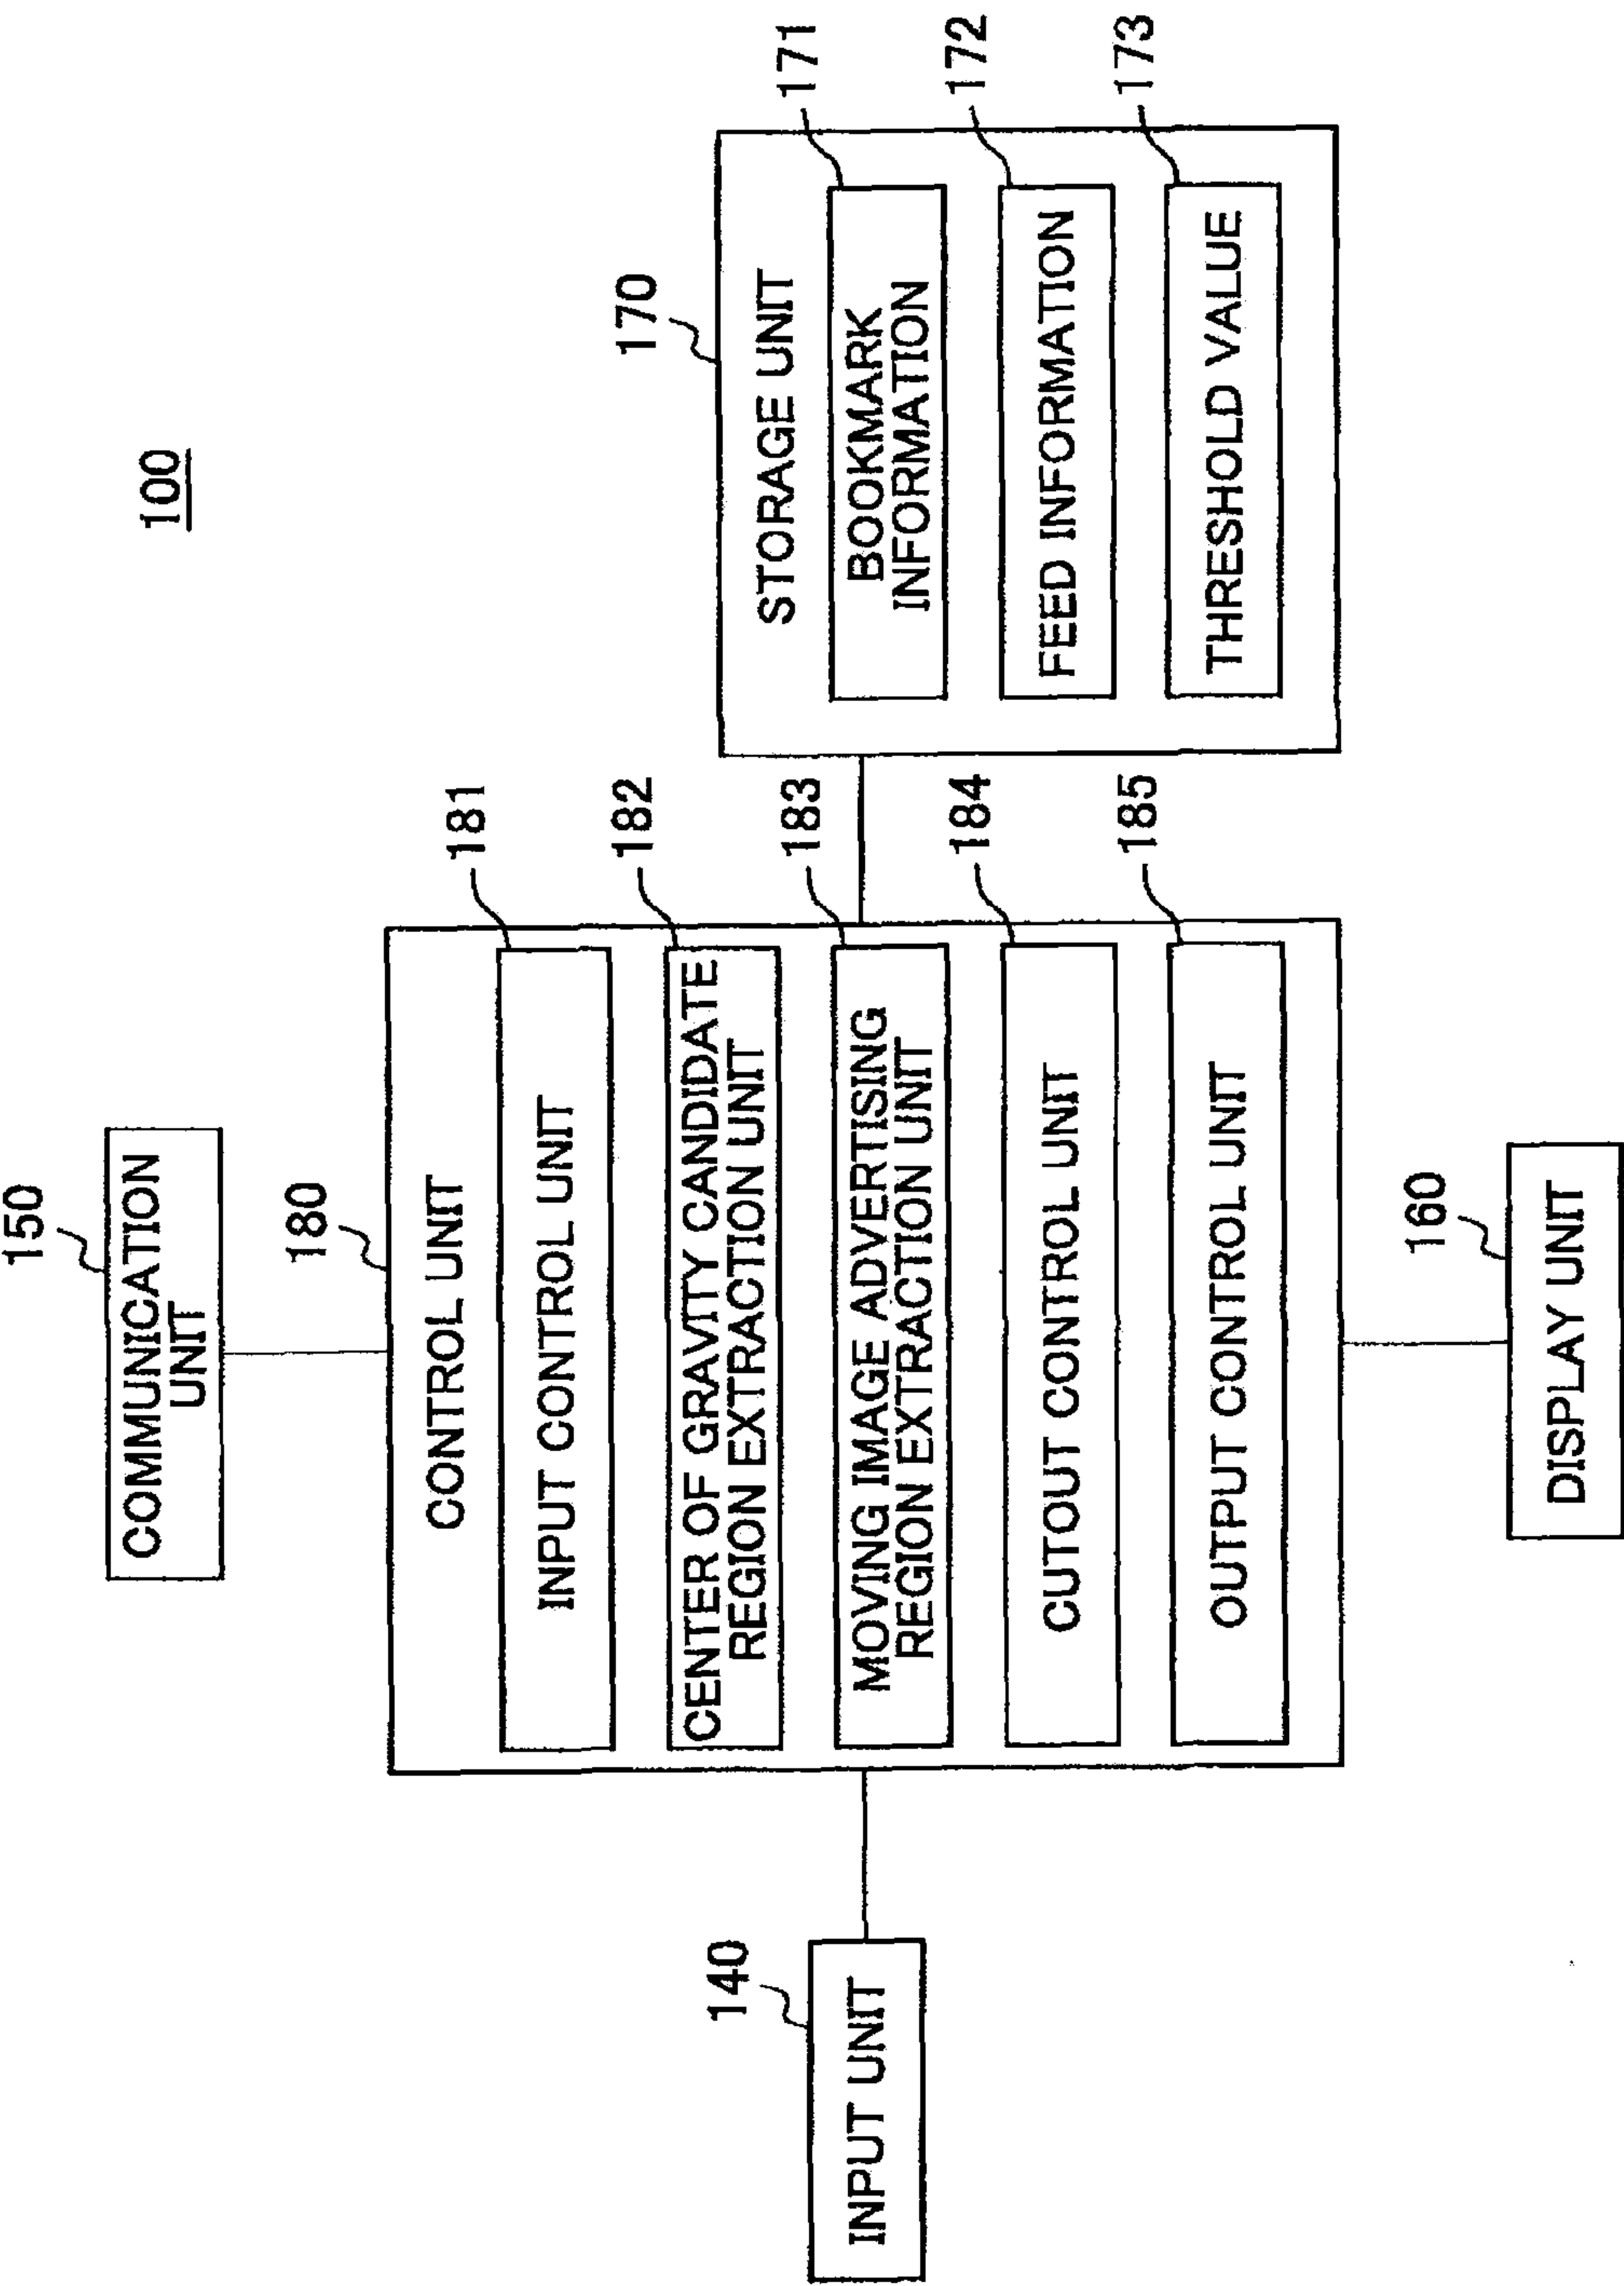 100
150
COMMUNICATION
UNIT
180
CONTROL UNIT
181
INPUT CONTROL UNIT
182
CENTER OF GRAVITY CANDIDATE
REGION EXTRACTION UNIT
183
MOVING IMAGE ADVERTISING
REGION EXTRACTION UNIT
184
CUTOUT CONTROL UNIT
185
OUTPUT CONTROL UNIT
140
INPUT UNIT
170
STORAGE UNIT
171
BOOKMARK
INFORMATION
172
FEED INFORMATION
173
THRESHOLD VALUE
160
DISPLAY UNIT